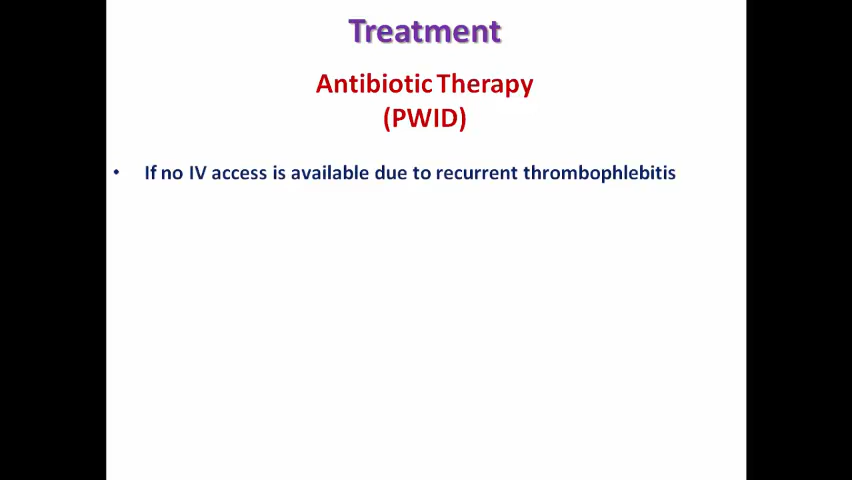 Treatment
Antibiotic Therapy
(PWID)
• If no IV access is available due to recurrent thrombophlebitis